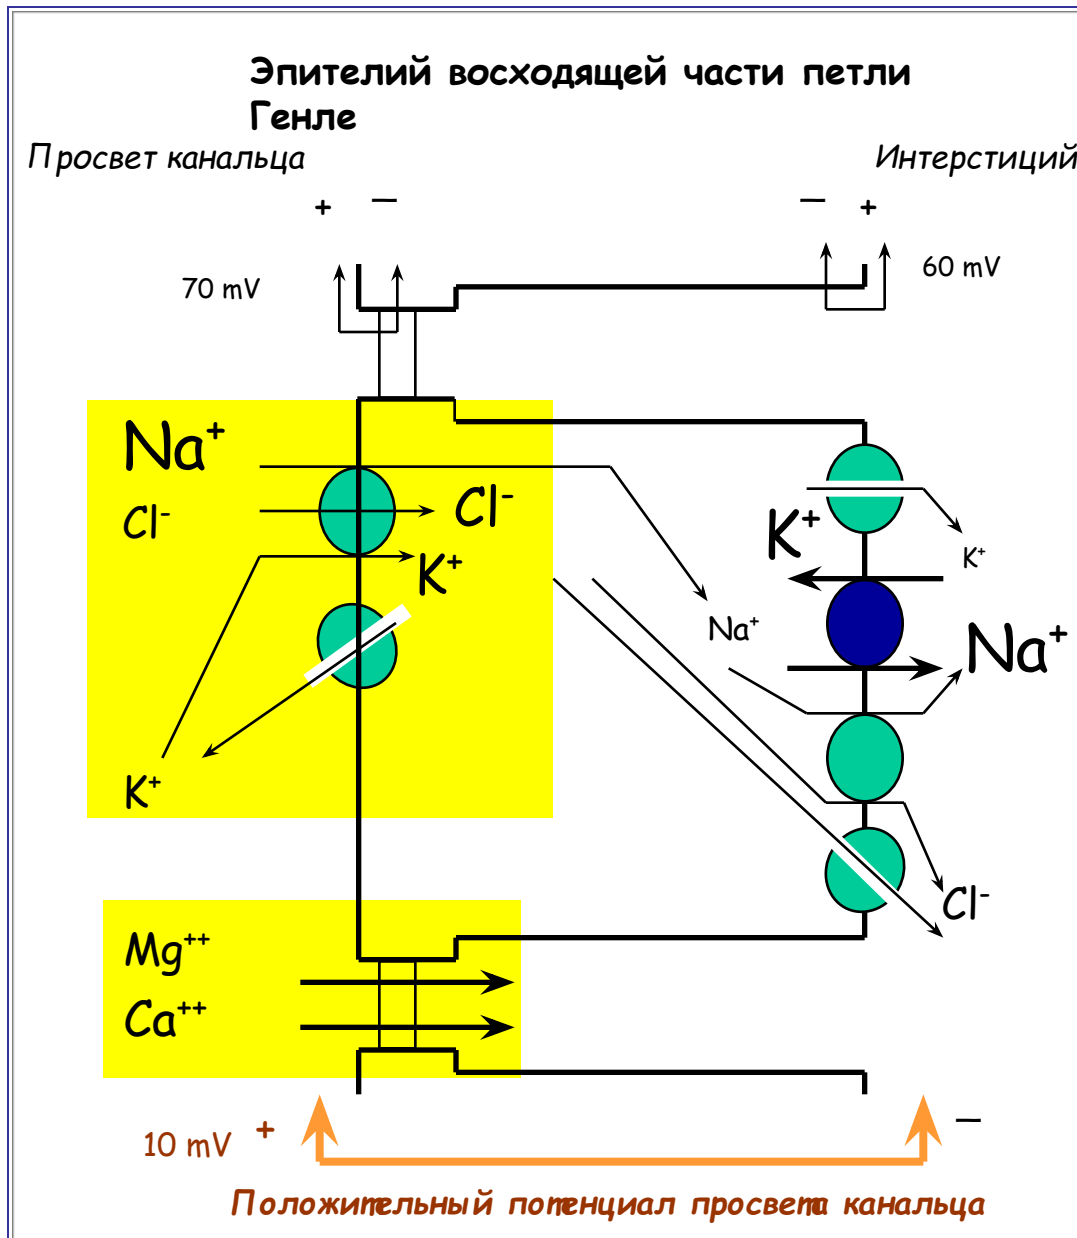 Эпителий восходящей части петли
Генле
Просвет канальца
Интерстиций
+ — — +
70 mV
60 mV
Na⁺
Cl⁻
Cl⁻
K⁺
K⁺
K⁺
K⁺
Na⁺
Na⁺
Cl⁻
Mg⁺⁺
Ca⁺⁺
10 mV + —
Положительный потенциал просвета канальца